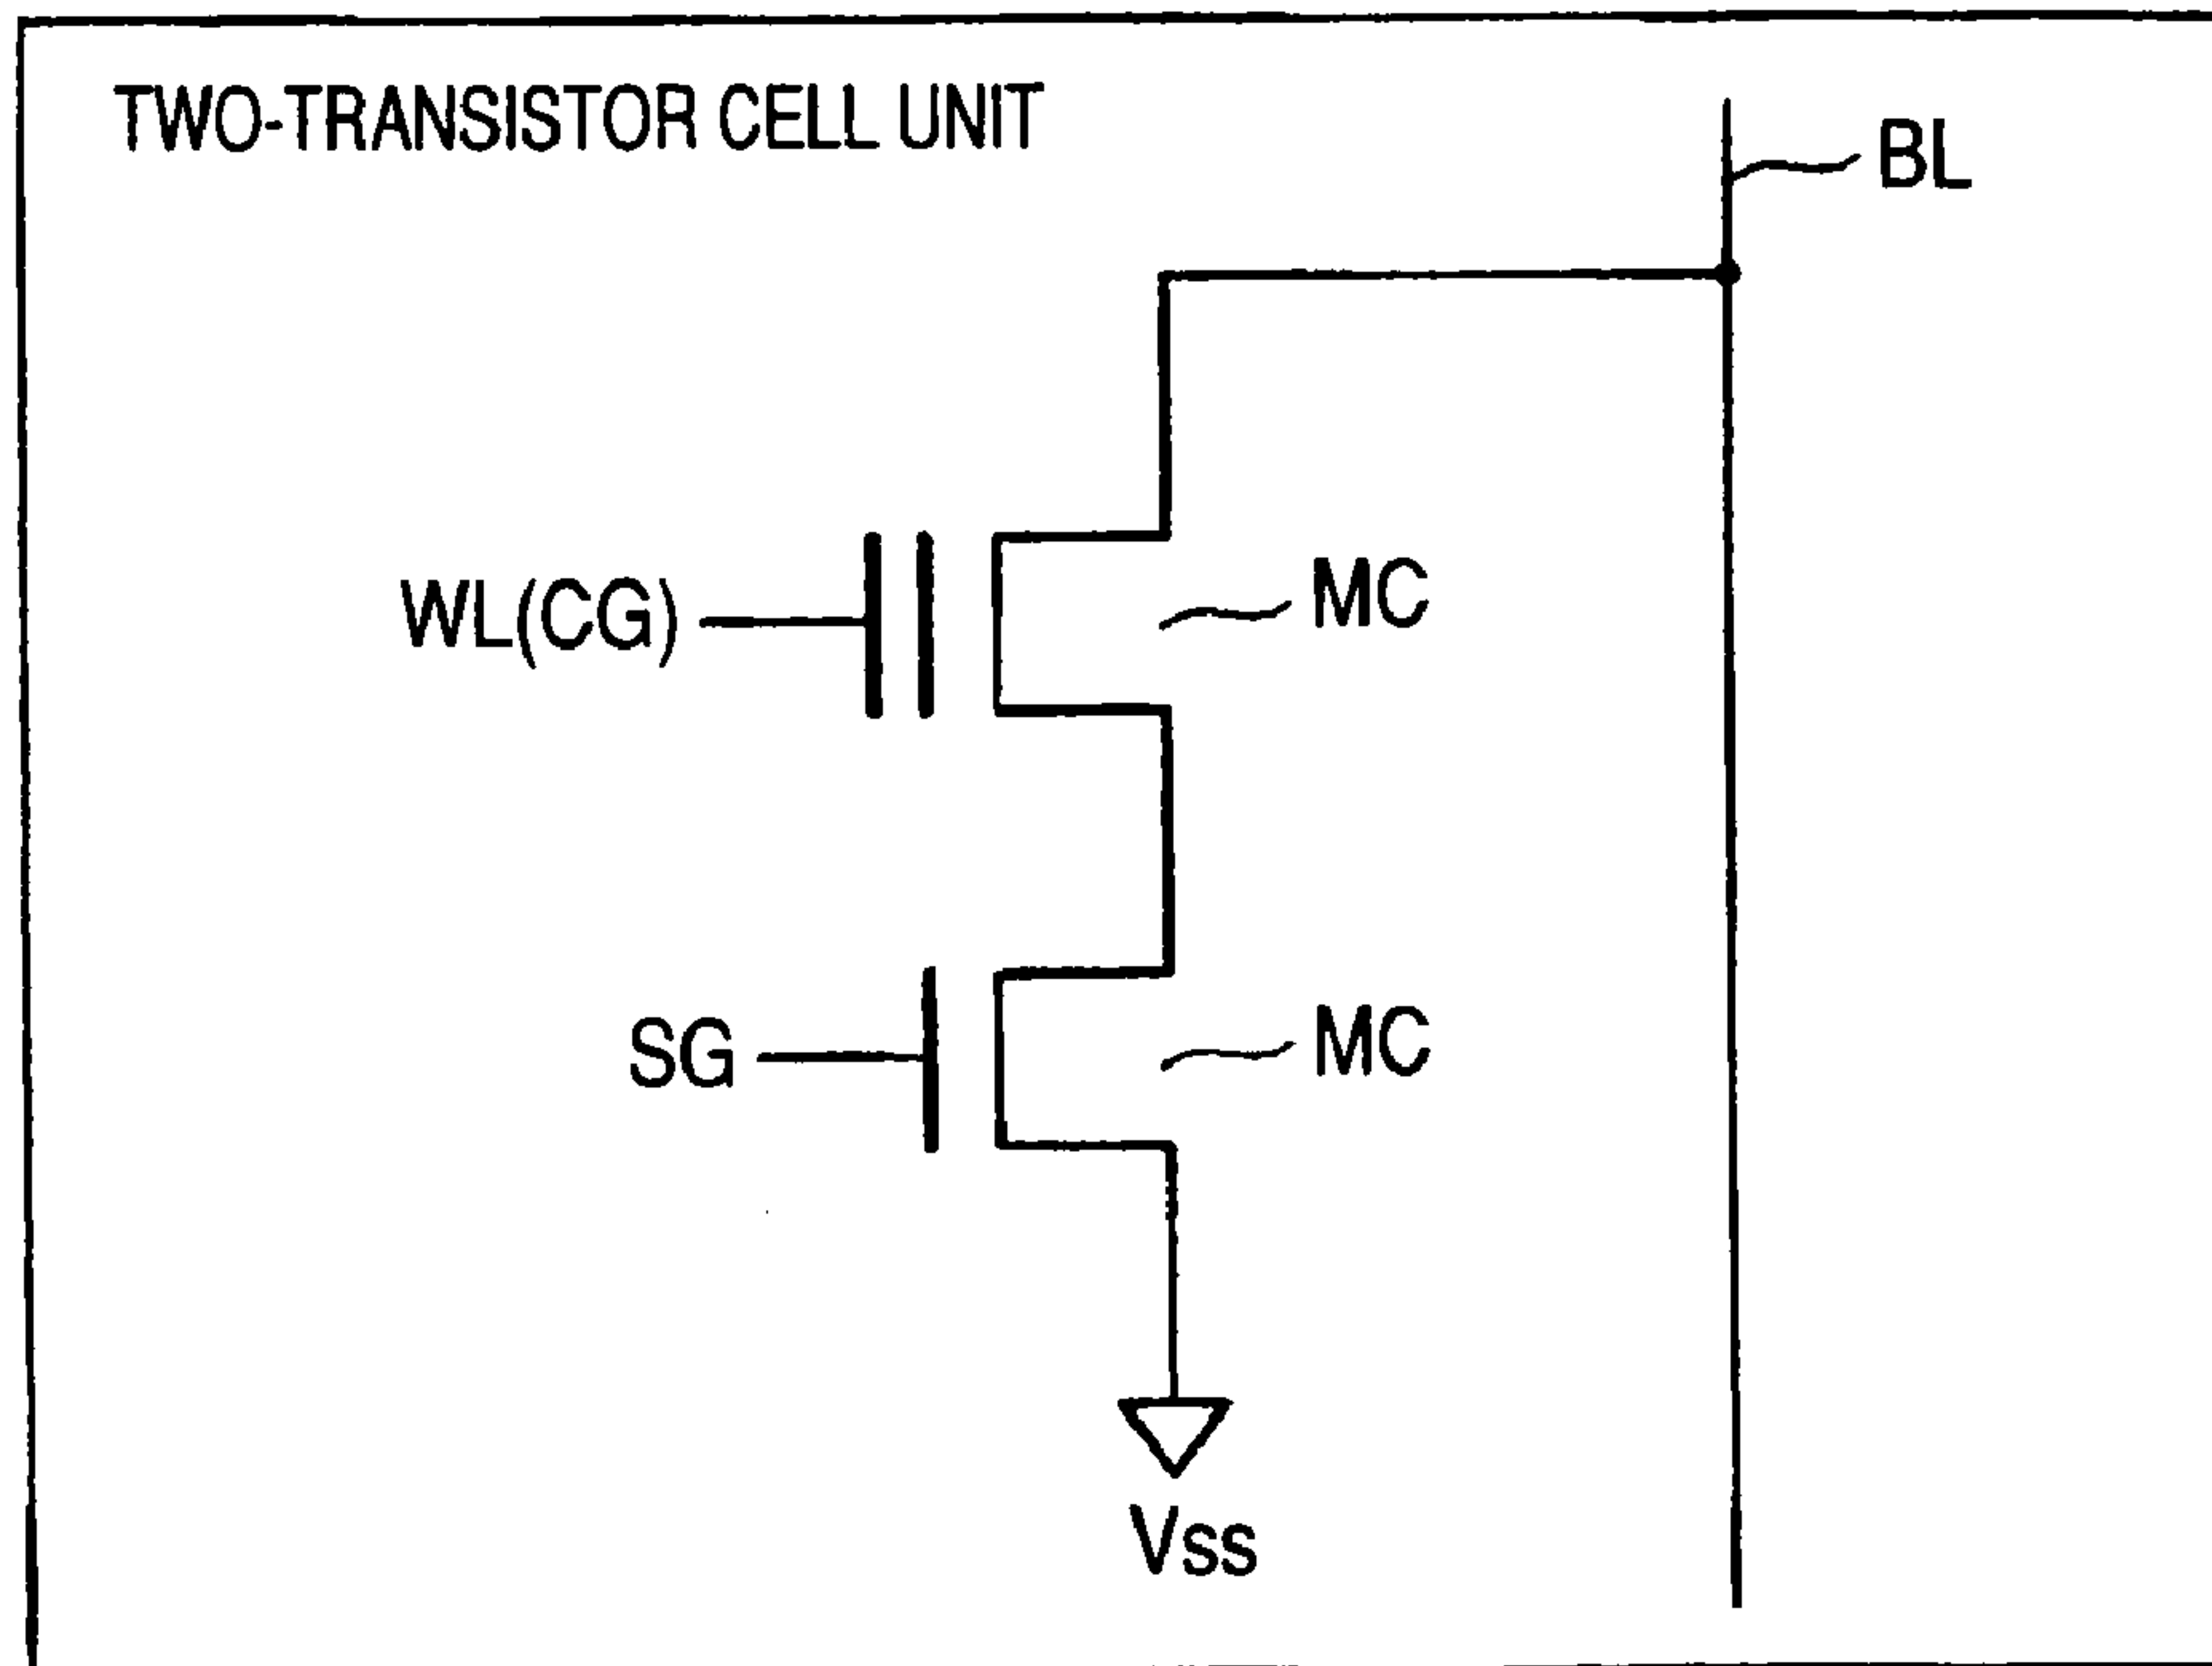 TWO-TRANSISTOR CELL UNIT
BL
WL(CG)
MC
SG
MC
Vss